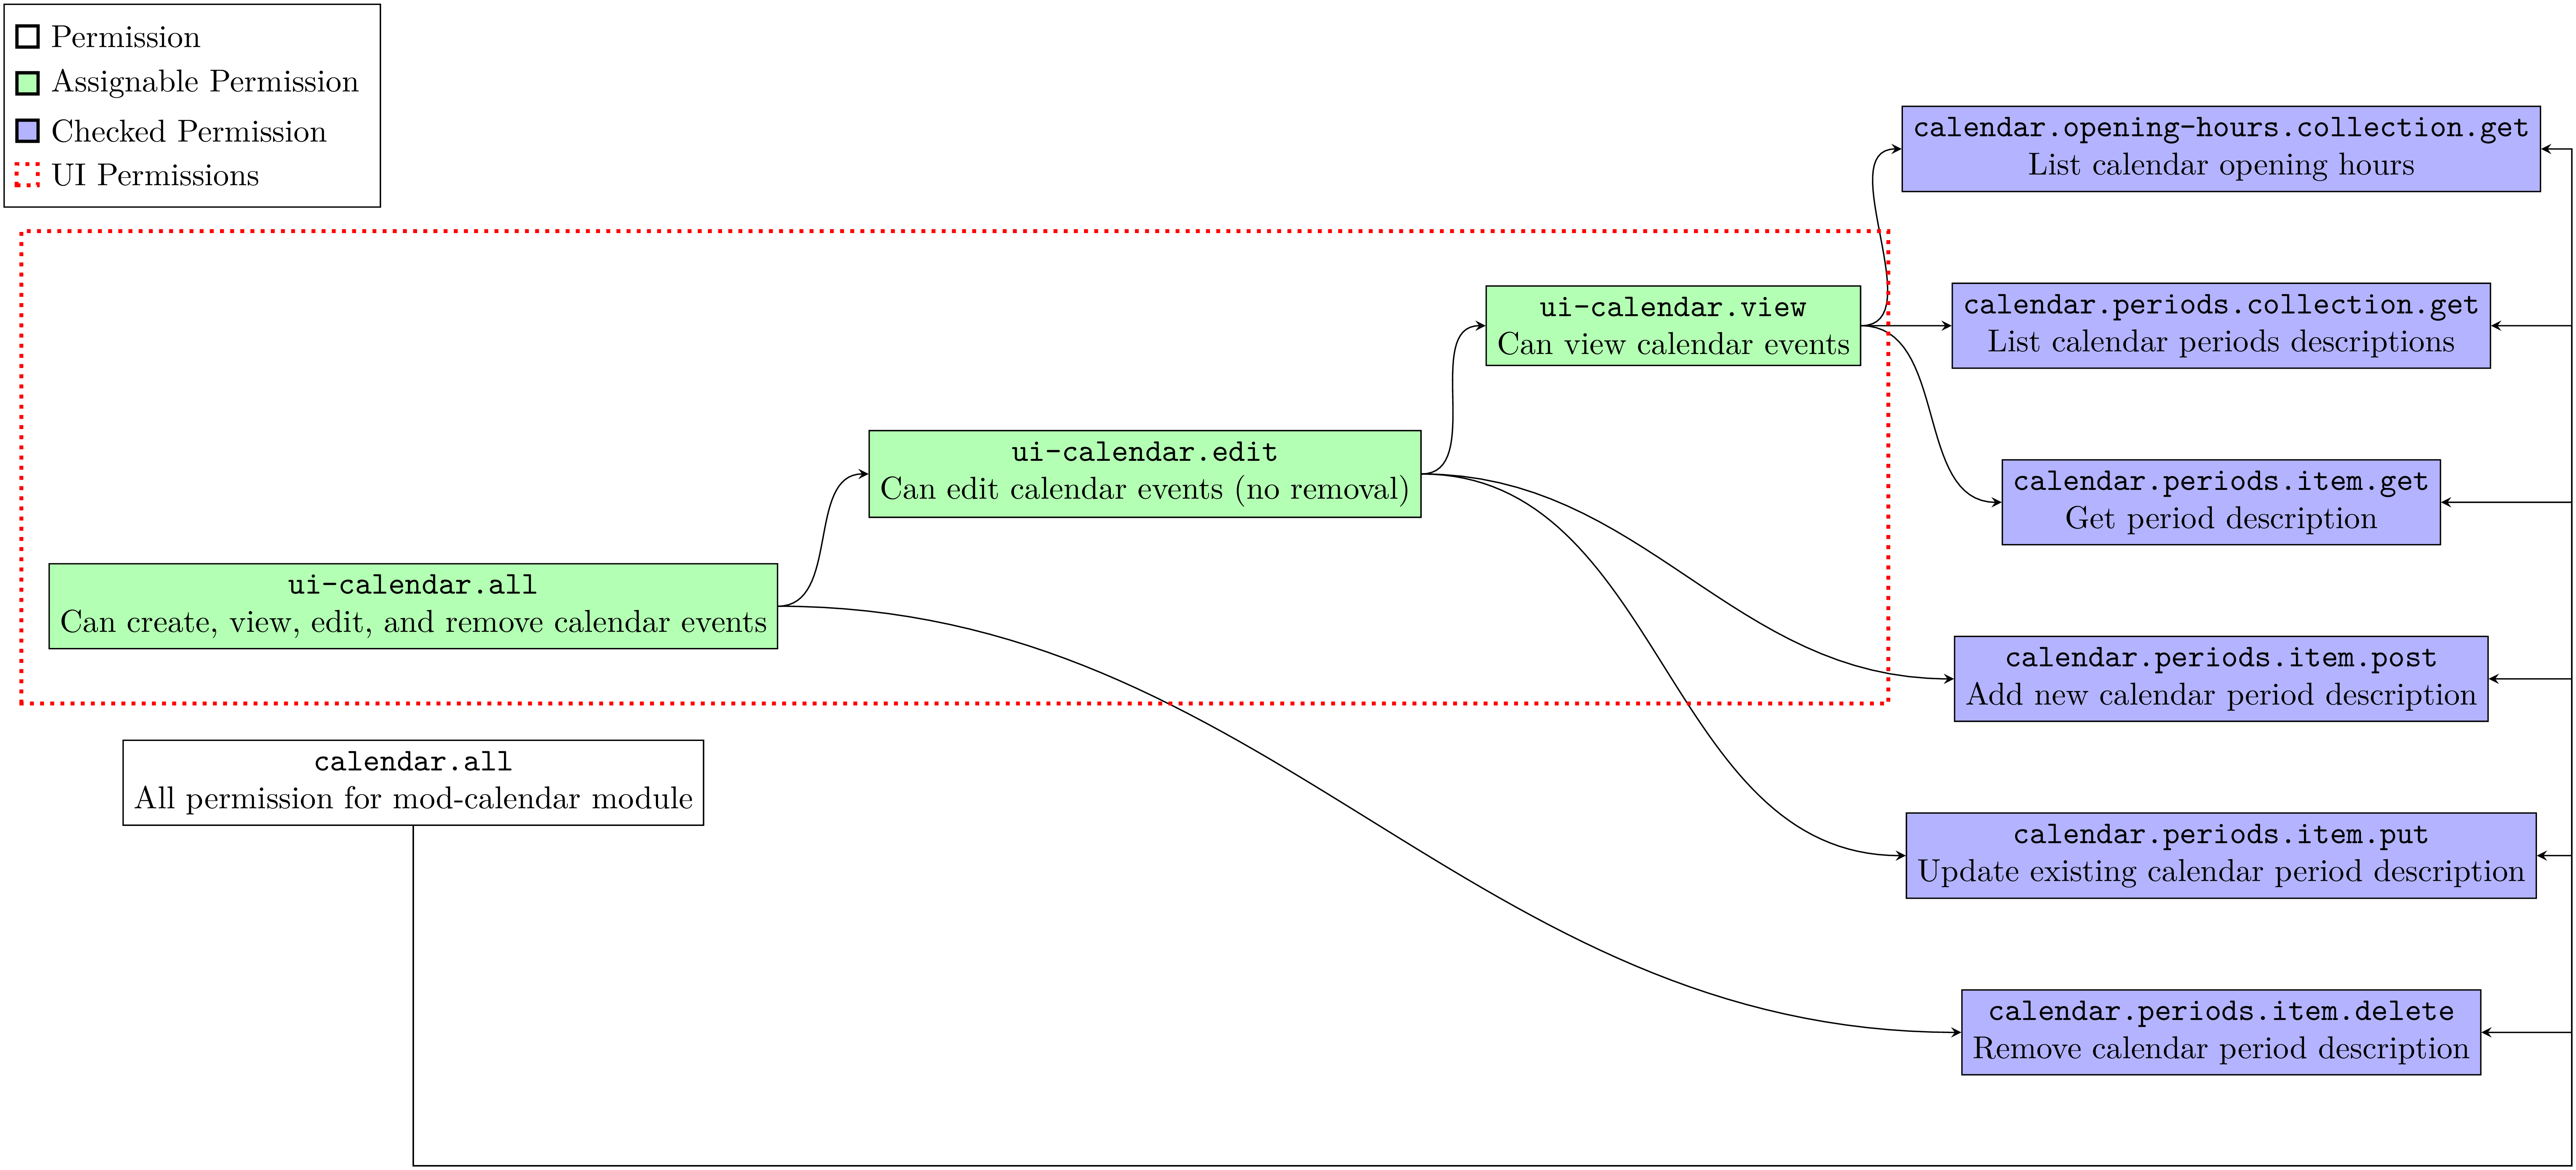 Permission
Assignable Permission
Checked Permission
UI Permissions
calendar.opening-hours.collection.get
List calendar opening hours
ui-calendar.view
Can view calendar events
calendar.periods.collection.get
List calendar periods descriptions
ui-calendar.edit
Can edit calendar events (no removal)
calendar.periods.item.get
Get period description
ui-calendar.all
Can create, view, edit, and remove calendar events
calendar.periods.item.post
Add new calendar period description
calendar.all
All permission for mod-calendar module
calendar.periods.item.put
Update existing calendar period description
calendar.periods.item.delete
Remove calendar period description